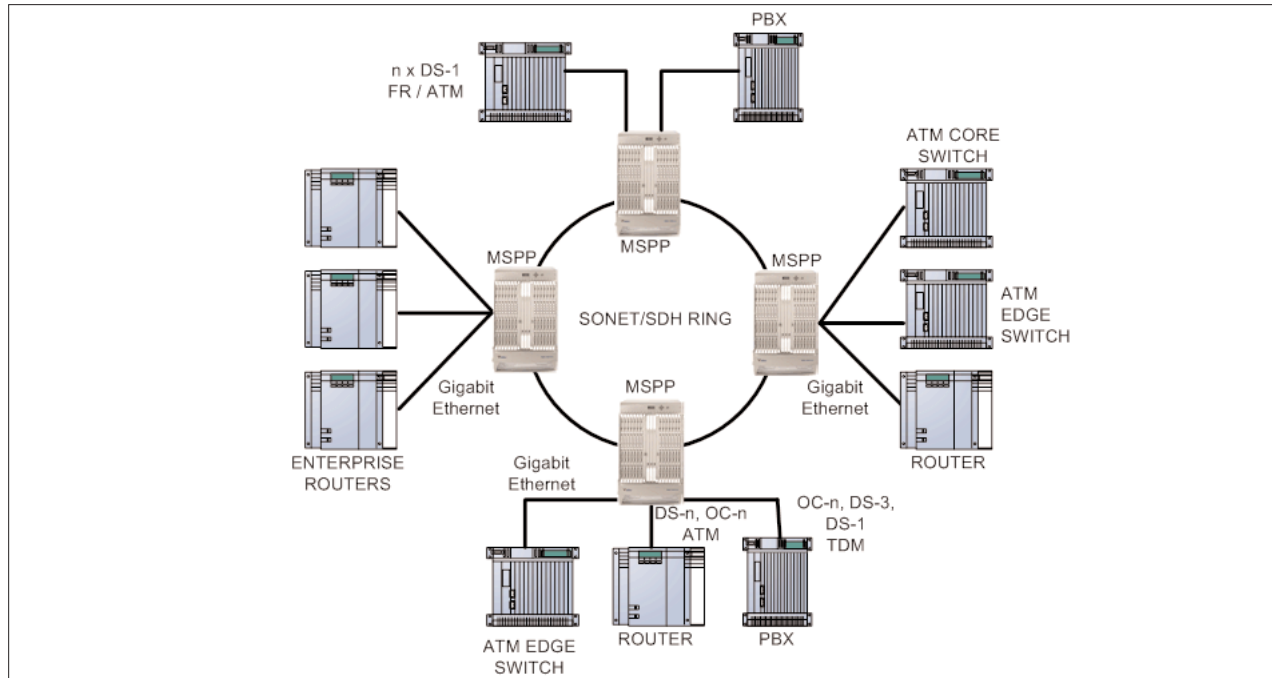 PBX
n x DS-1
FR / ATM
ATM CORE
SWITCH
MSPP
MSPP
MSPP
SONET/SDH RING
ATM
EDGE
SWITCH
MSPP
Gigabit
Ethernet
Gigabit
Ethernet
ENTERPRISE
ROUTERS
ROUTER
Gigabit
Ethernet
DS-n, OC-n
ATM
OC-n, DS-3,
DS-1
TDM
ATM EDGE
SWITCH
ROUTER
PBX